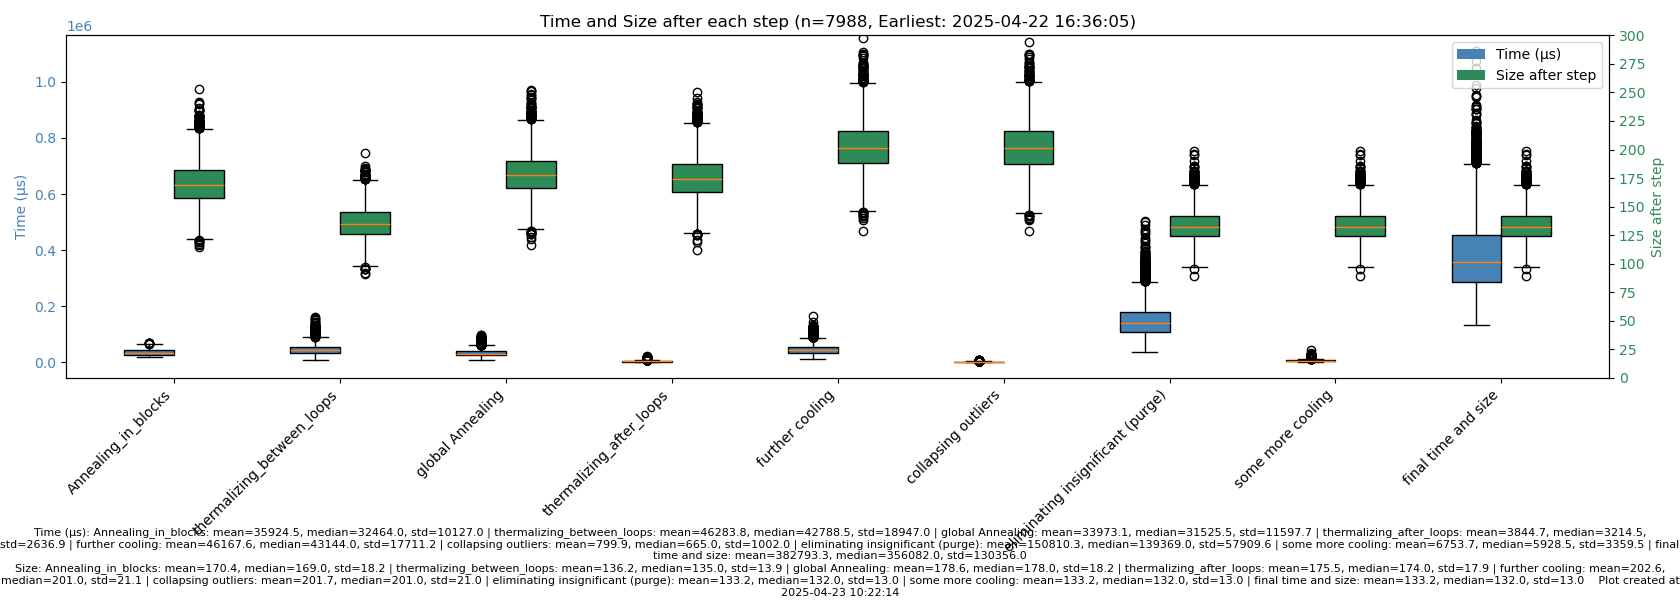 Time and Size after each step (n=7988, Earliest: 2025-04-22 16:36:05)
1e6
1.0
0.8
0.6
0.4
0.2
0.0
Time (µs)
Time (µs)
Size after step
300
275
250
225
200
175
150
125
100
75
50
25
0
Size after step
Annealing_in_blocks
thermalizing_between_loops
global Annealing
thermalizing_after_loops
further cooling
collapsing outliers
eliminating insignificant (purge)
some more cooling
final time and size
Time (µs): Annealing_in_blocks: mean=35924.5, median=32464.0, std=10127.0 | thermalizing_between_loops: mean=46283.8, median=42788.5, std=18947.0 | global Annealing: mean=33973.1, median=31525.5, std=11597.7 | thermalizing_after_loops: mean=3844.7, median=3214.5,
std=2636.9 | further cooling: mean=46167.6, median=43144.0, std=17711.2 | collapsing outliers: mean=799.9, median=665.0, std=1002.0 | eliminating insignificant (purge): mean=150810.3, median=139369.0, std=57909.6 | some more cooling: mean=6753.7, median=5928.5, std=3359.5 | final
time and size: mean=382793.3, median=356082.0, std=130356.0
Size: Annealing_in_blocks: mean=170.4, median=169.0, std=18.2 | thermalizing_between_loops: mean=136.2, median=135.0, std=13.9 | global Annealing: mean=178.6, median=178.0, std=18.2 | thermalizing_after_loops: mean=175.5, median=174.0, std=17.9 | further cooling: mean=202.6,
median=201.0, std=21.1 | collapsing outliers: mean=201.7, median=201.0, std=21.0 | eliminating insignificant (purge): mean=133.2, median=132.0, std=13.0 | some more cooling: mean=133.2, median=132.0, std=13.0 | final time and size: mean=133.2, median=132.0, std=13.0    Plot created at
2025-04-23 10:22:14